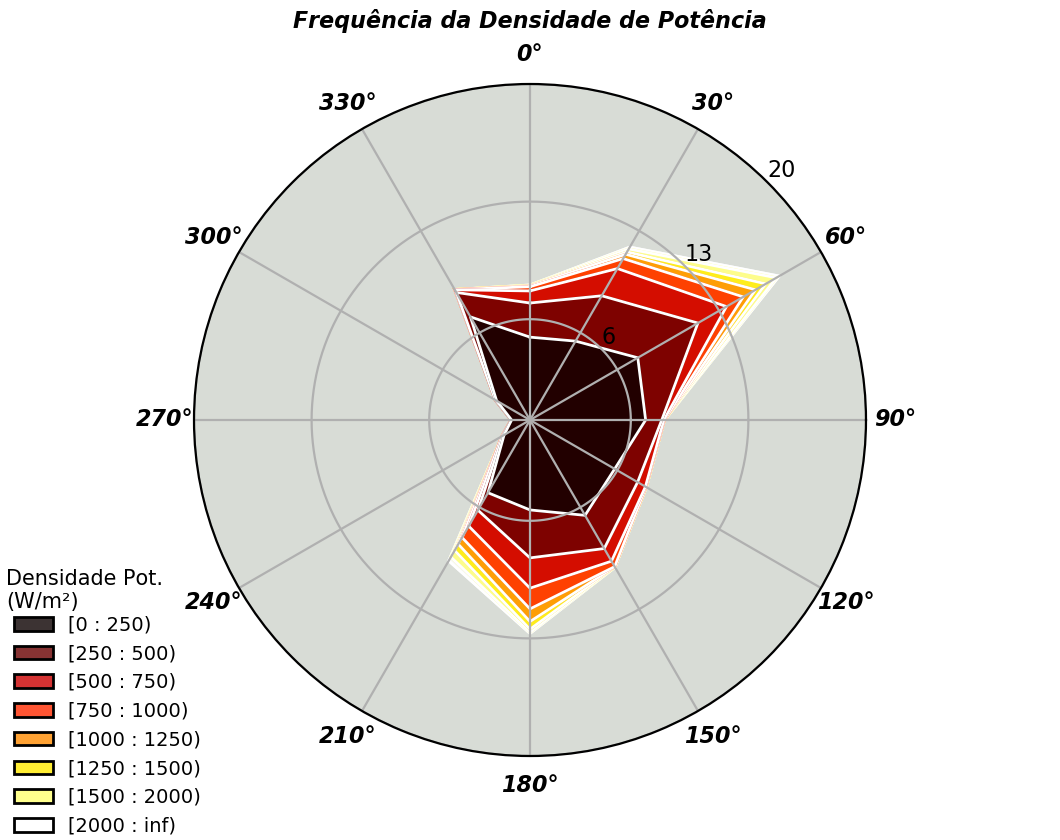 Frequência da Densidade de Potência
0°
330°
30°
20
300°
60°
13
6
270°
90°
240°
120°
210°
150°
180°
Densidade Pot.
(W/m²)
[0 : 250)
[250 : 500)
[500 : 750)
[750 : 1000)
[1000 : 1250)
[1250 : 1500)
[1500 : 2000)
[2000 : inf)